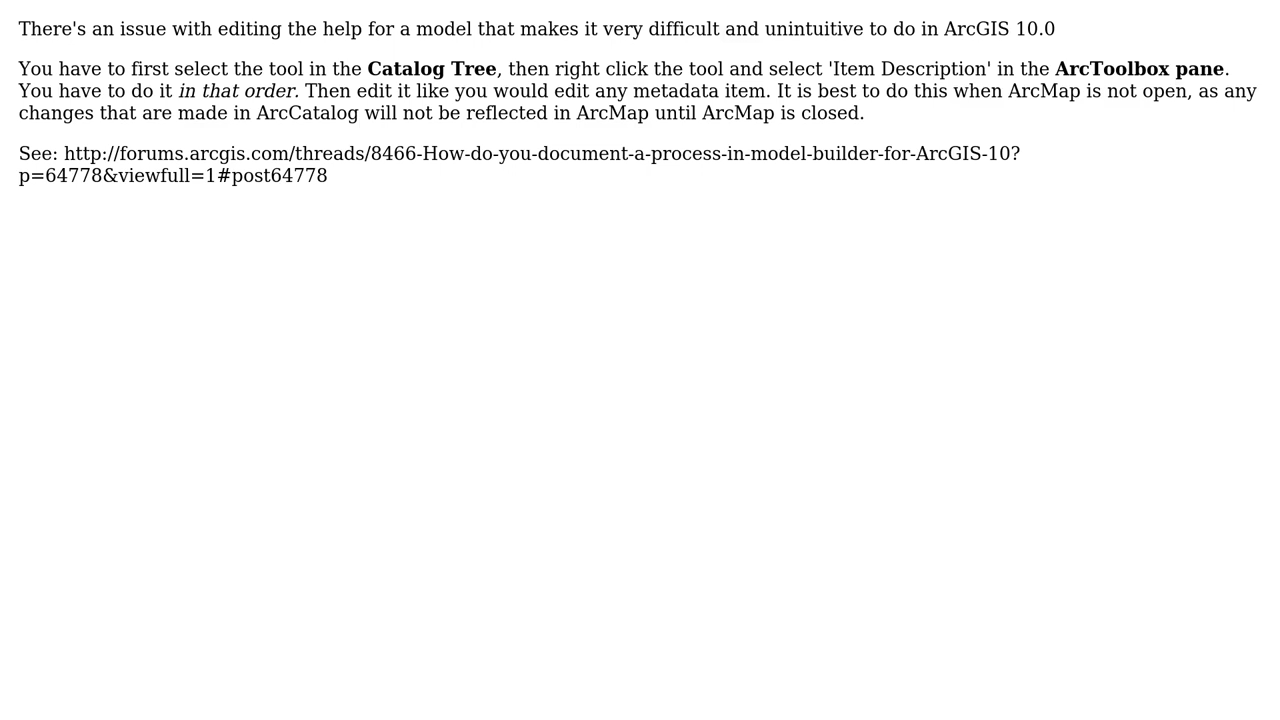 There's an issue with editing the help for a model that makes it very difficult and unintuitive to do in ArcGIS 10.0
You have to first select the tool in the Catalog Tree, then right click the tool and select 'Item Description' in the ArcToolbox pane.
You have to do it in that order. Then edit it like you would edit any metadata item. It is best to do this when ArcMap is not open, as any
changes that are made in ArcCatalog will not be reflected in ArcMap until ArcMap is closed.
See: http://forums.arcgis.com/threads/8466-How-do-you-document-a-process-in-model-builder-for-ArcGIS-10?
p=64778&viewfull=1#post64778